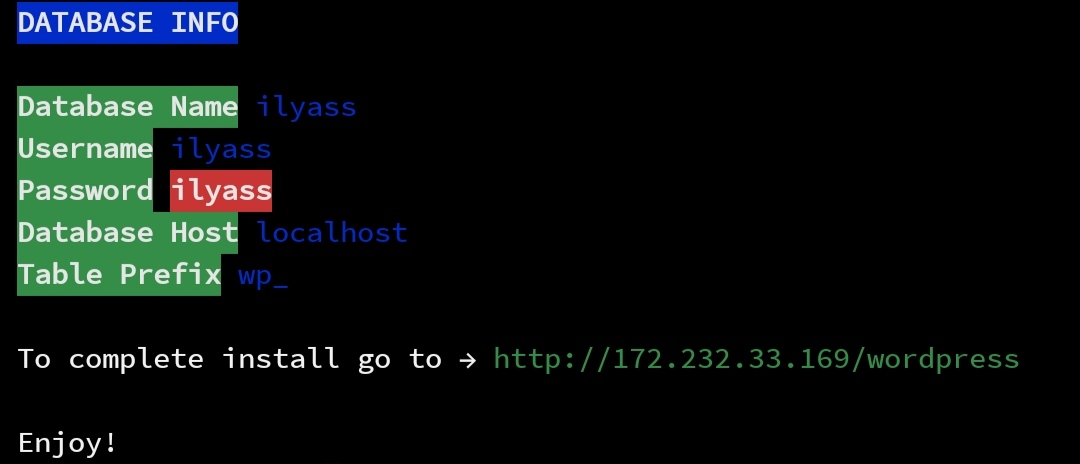 DATABASE INFO
Database Name ilyass
Username ilyass
Password ilyass
Database Host localhost
Table Prefix wp_
To complete install go to → http://172.232.33.169/wordpress
Enjoy!